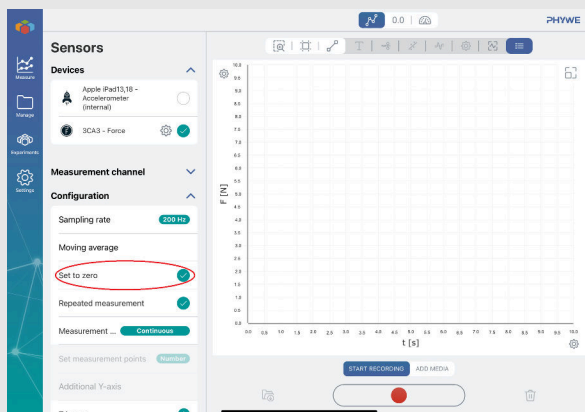 0.0
PHYWE
Sensors
Devices
Apple iPad13,18 -
Accelerometer
(internal)
3CA3 - Force
Measurement channel
Configuration
Sampling rate
200 Hz
Moving average
Set to zero
Repeated measurement
Measurement ...
Continuous
Set measurement points
Number
Additional Y-axis
Measure
Manage
Experiments
Settings
T
F [N]
10.0
9.0
8.5
8.0
7.5
7.0
6.5
6.0
5.5
5.0
4.5
4.0
3.5
3.0
2.5
2.0
1.5
1.0
0.5
0.0
0.0 0.5 1.0 1.5 2.0 2.5 3.0 3.5 4.0 4.5 5.0 5.5 6.0 6.5 7.0 7.5 8.0 8.5 9.0 9.5 10.0
t [s]
START RECORDING
ADD MEDIA